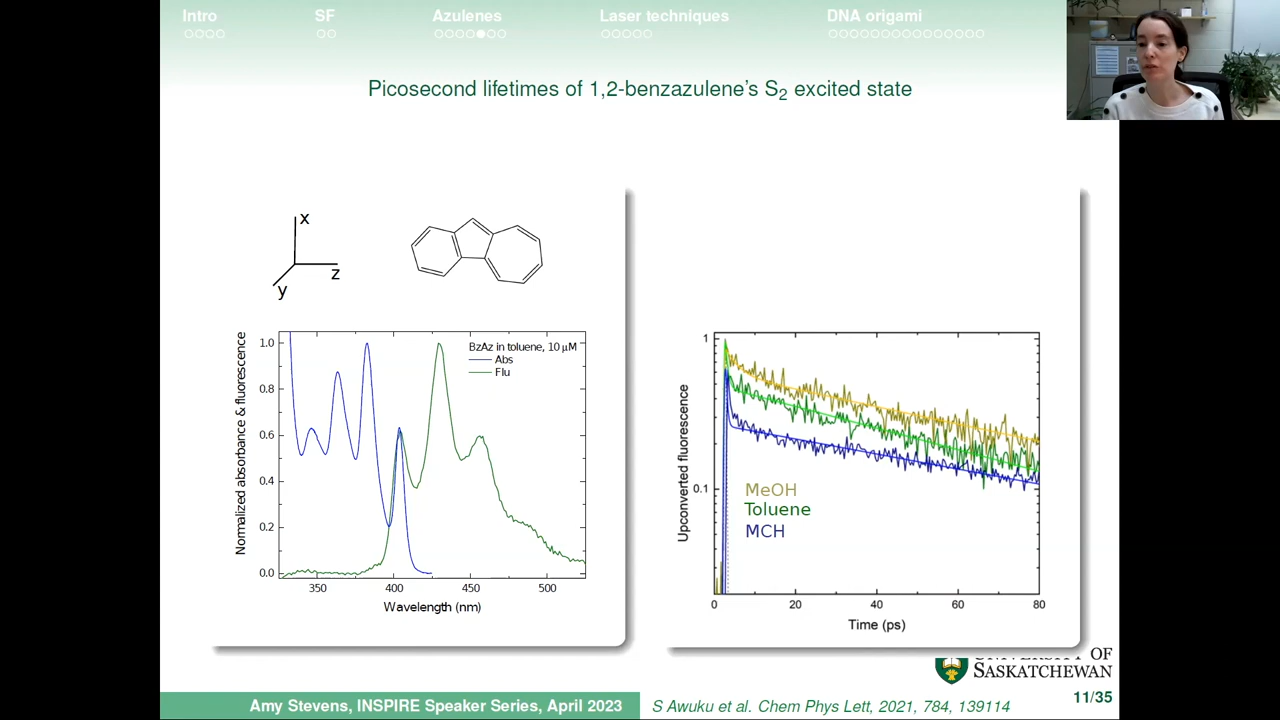 Intro SF Azulenes Laser techniques DNA origami
Picosecond lifetimes of 1,2-benzazulene's S2 excited state
x
z
y
Normalized absorbance & fluorescence
1.0
0.8
0.6
0.4
0.2
0.0
BzAz in toluene, 10 µM
Abs
Flu
350 400 450 500
Wavelength (nm)
Upconverted fluorescence
1
0.1
MeOH
Toluene
MCH
0 20 40 60 80
Time (ps)
UNIVERSITY OF
SASKATCHEWAN
Amy Stevens, INSPIRE Speaker Series, April 2023
S Awuku et al. Chem Phys Lett, 2021, 784, 139114
11/35